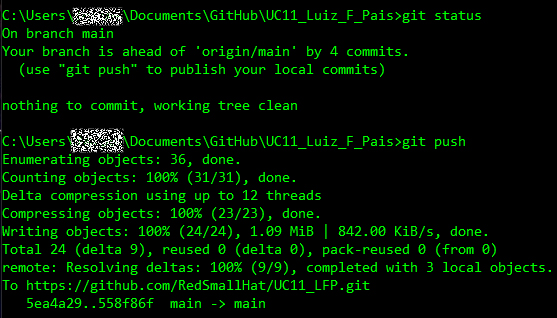 C:\Users\ \Documents\GitHub\UC11_Luiz_F_Pais>git status
On branch main
Your branch is ahead of 'origin/main' by 4 commits.
  (use "git push" to publish your local commits)

nothing to commit, working tree clean

C:\Users\ \Documents\GitHub\UC11_Luiz_F_Pais>git push
Enumerating objects: 36, done.
Counting objects: 100% (31/31), done.
Delta compression using up to 12 threads
Compressing objects: 100% (23/23), done.
Writing objects: 100% (24/24), 1.09 MiB | 842.00 KiB/s, done.
Total 24 (delta 9), reused 0 (delta 0), pack-reused 0 (from 0)
remote: Resolving deltas: 100% (9/9), completed with 3 local objects.
To https://github.com/RedSmallHat/UC11_LFP.git
   5ea4a29..558f86f  main -> main